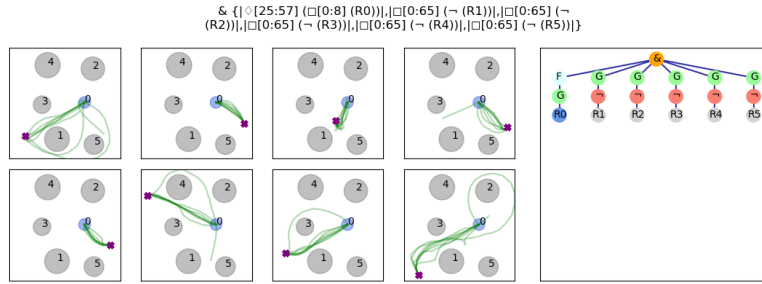 & {|♢[25:57] (□[0:8] (R0))|,|□[0:65] (¬ (R1))|,|□[0:65] (¬
(R2))|,|□[0:65] (¬ (R3))|,|□[0:65] (¬ (R4))|,|□[0:65] (¬ (R5))|}
4 2 3 0 1 5
4 2 3 0 1 5
4 2 3 0 1 5
4 2 3 0 1 5
&
F G G G G G
G ¬ ¬ ¬ ¬ ¬
R0 R1 R2 R3 R4 R5
4 2 3 0 1 5
4 2 3 0 1 5
4 2 3 0 1 5
4 2 3 0 1 5